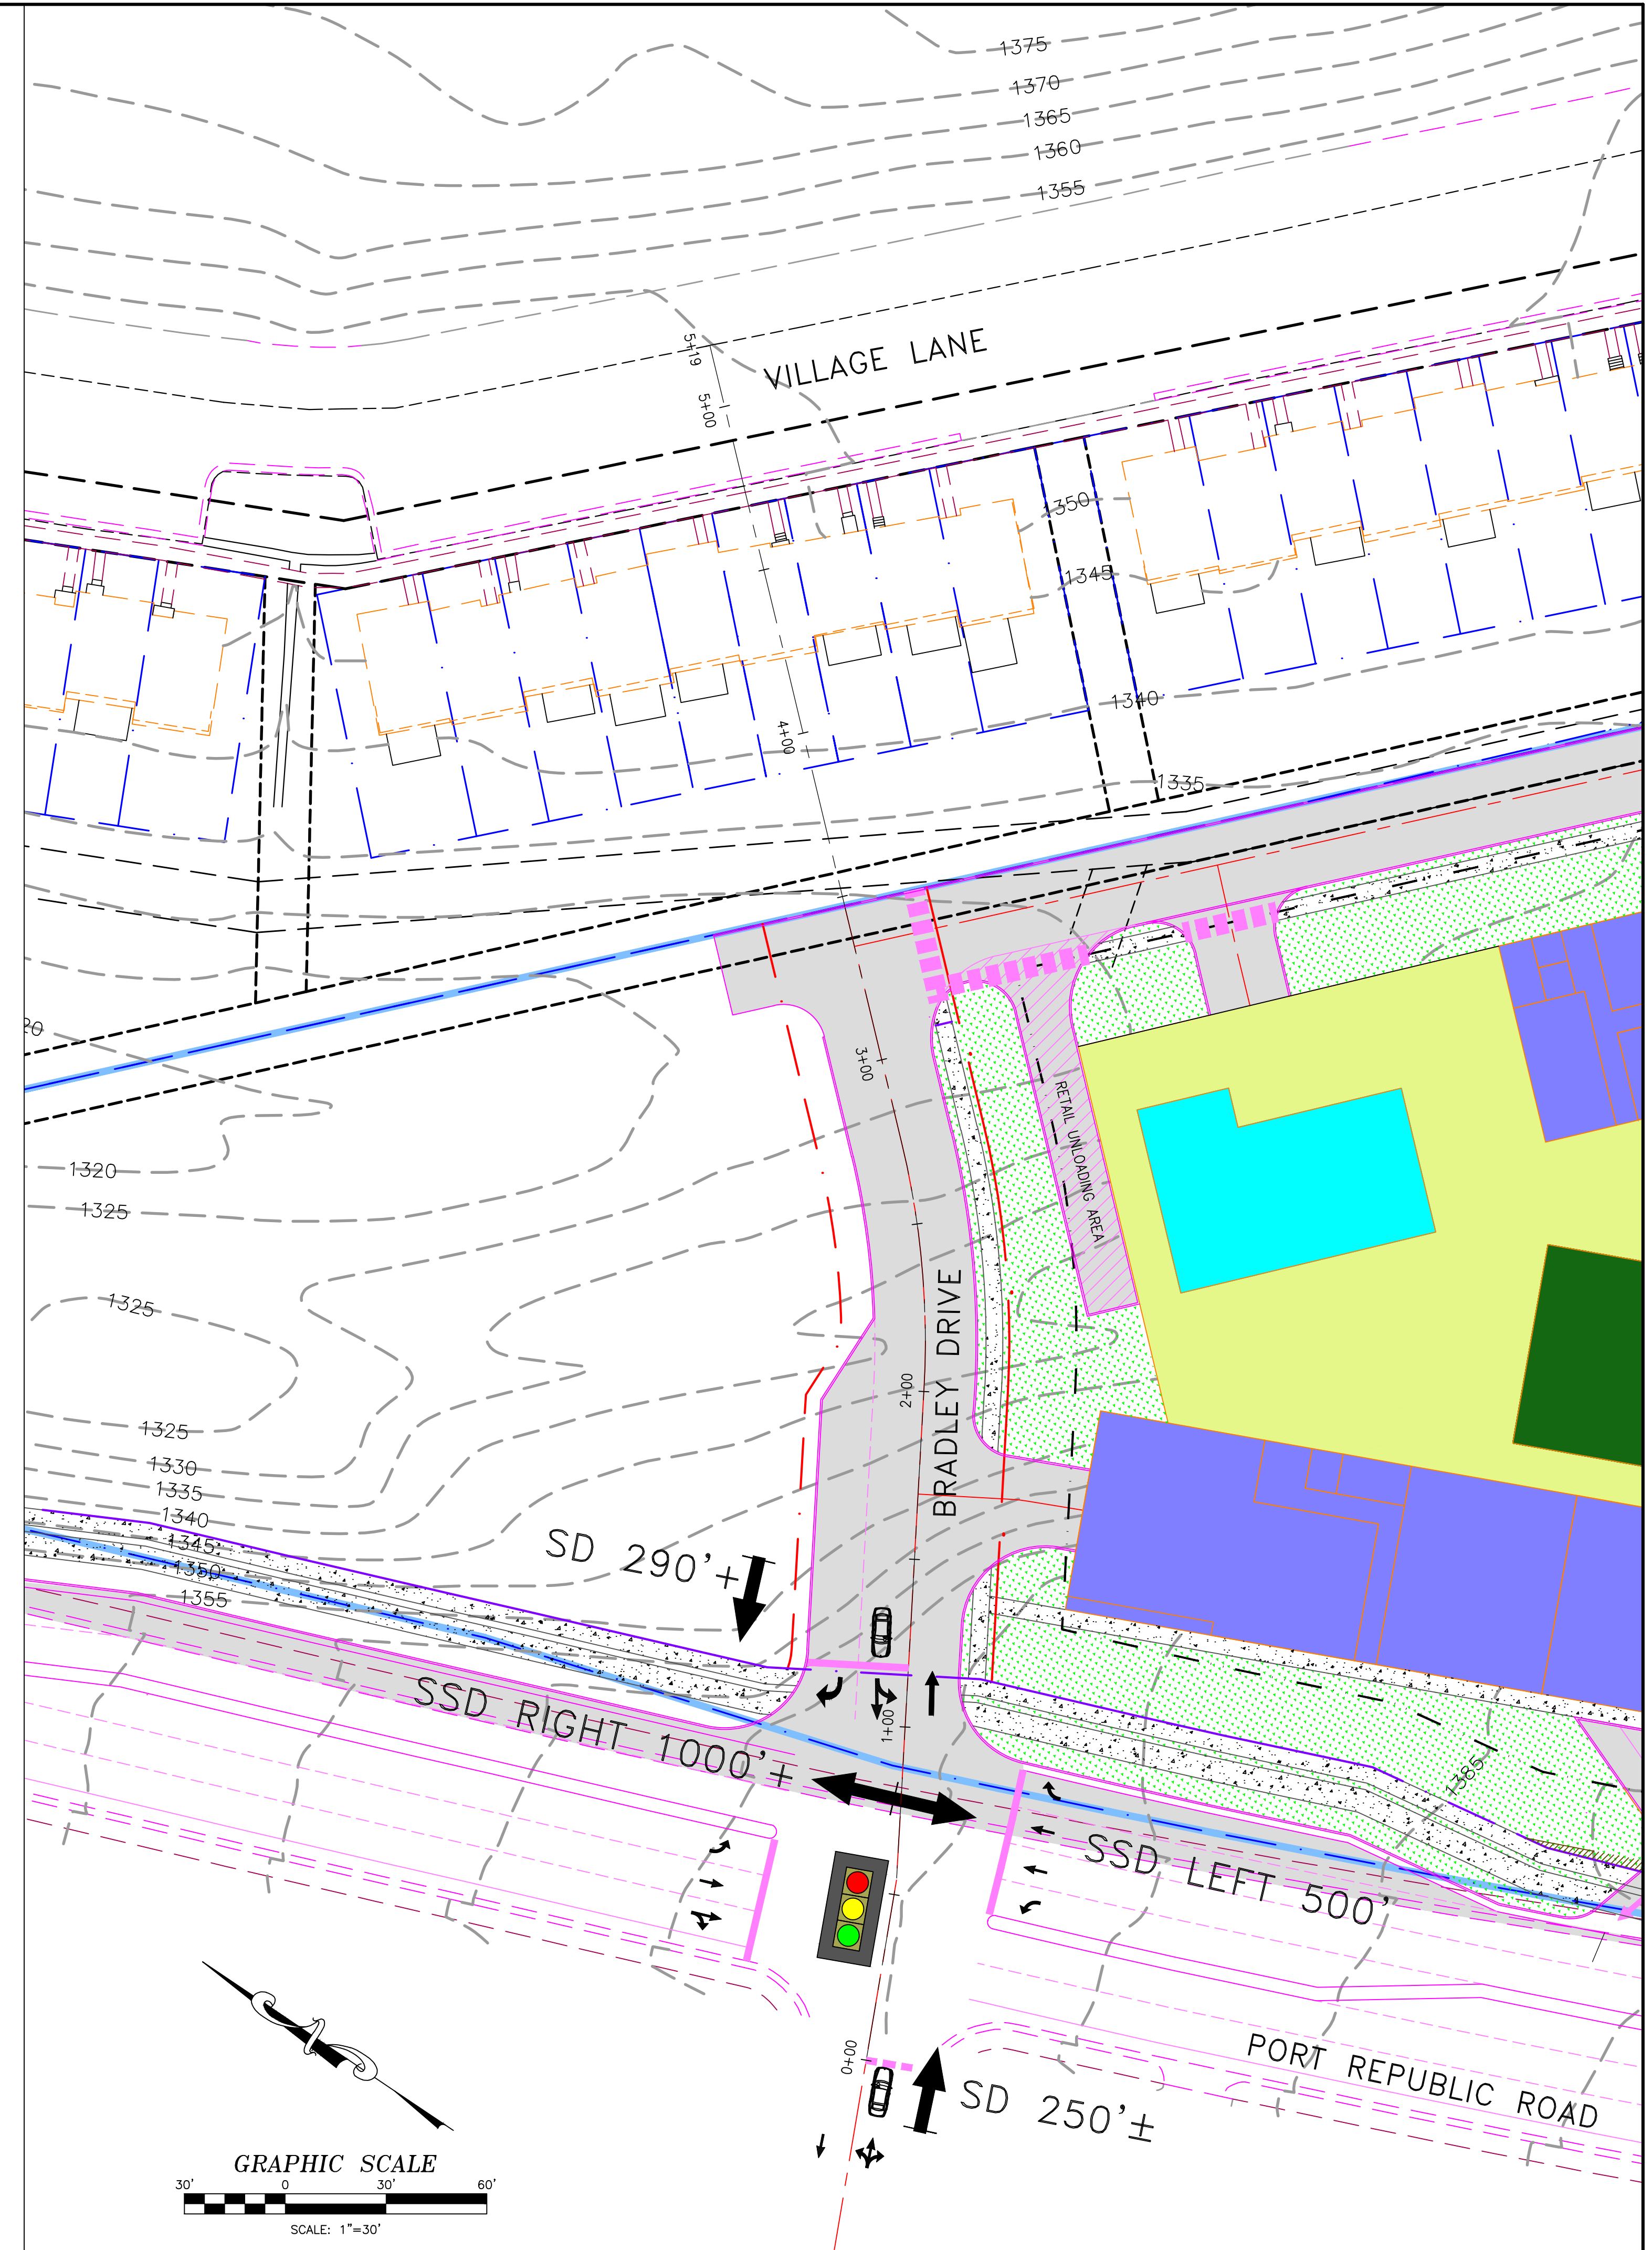 1375
1370
1365
1360
1355
5+19
VILLAGE LANE
5+00
1350
1345
1340
4+00
1335
20
3+00
RETAIL UNLOADING AREA
1320
1325
1325
BRADLEY DRIVE
2+00
1325
1330
1335
1340
1345
1350
1355
SD 290'±
SSD RIGHT 1000'±
1+00
1385
SSD LEFT 500'
0+00
PORT REPUBLIC ROAD
SD 250'±
N
GRAPHIC SCALE
30' 0 30' 60'
SCALE: 1"=30'